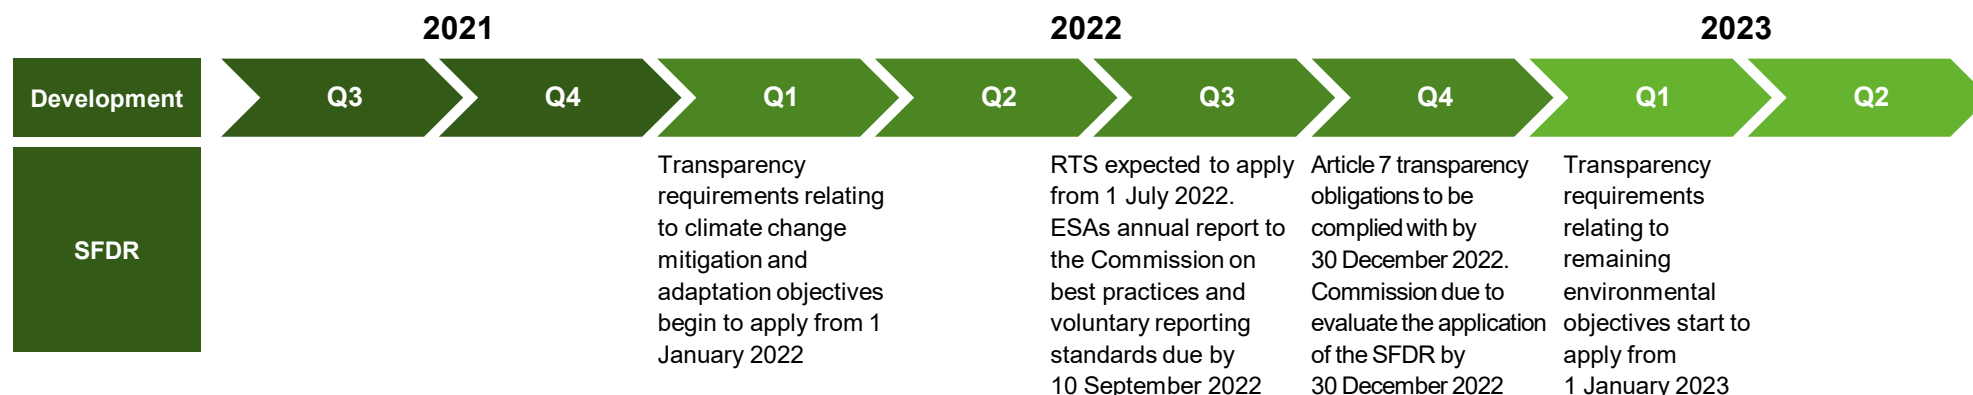 2021
2022
2023
Development
Q3
Q4
Q1
Q2
Q3
Q4
Q1
Q2
SFDR
Transparency
requirements relating
to climate change
mitigation and
adaptation objectives
begin to apply from 1
January 2022
RTS expected to apply
from 1 July 2022.
ESAs annual report to
the Commission on
best practices and
voluntary reporting
standards due by
10 September 2022
Article 7 transparency
obligations to be
complied with by
30 December 2022.
Commission due to
evaluate the application
of the SFDR by
30 December 2022
Transparency
requirements
relating to
remaining
environmental
objectives start to
apply from
1 January 2023